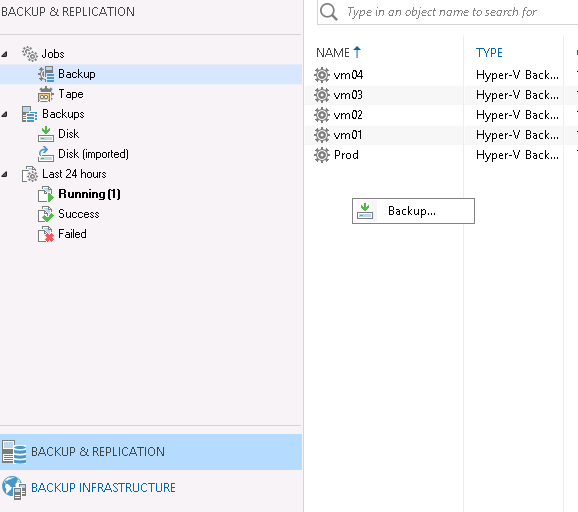 BACKUP & REPLICATION
Jobs
Backup
Tape
Backups
Disk
Disk (imported)
Last 24 hours
Running (1)
Success
Failed
BACKUP & REPLICATION
BACKUP INFRASTRUCTURE
Type in an object name to search for
NAME TYPE
vm04 Hyper-V Back...
vm03 Hyper-V Back...
vm02 Hyper-V Back...
vm01 Hyper-V Back...
Prod Hyper-V Back...
Backup...